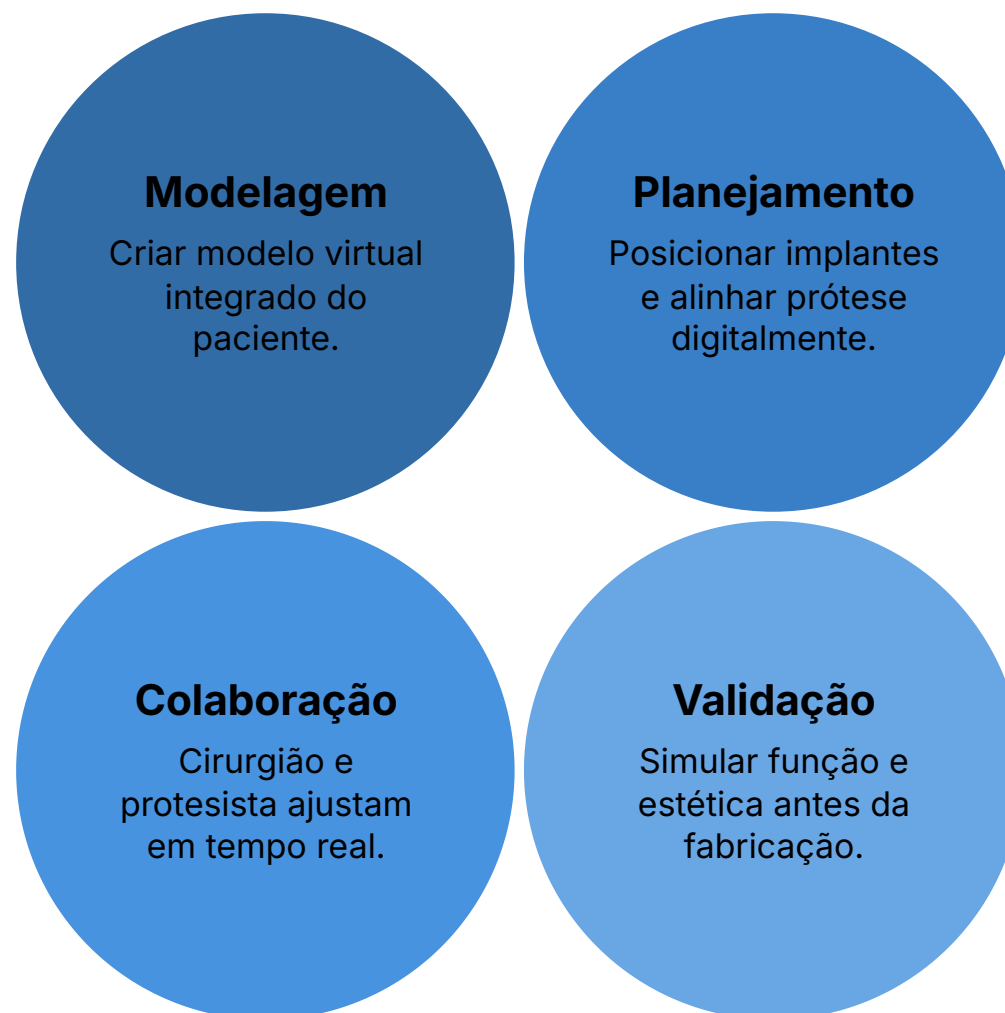 Modelagem
Criar modelo virtual
integrado do
paciente.
Planejamento
Posicionar implantes
e alinhar prótese
digitalmente.
Colaboração
Cirurgião e
protesista ajustam
em tempo real.
Validação
Simular função e
estética antes da
fabricação.